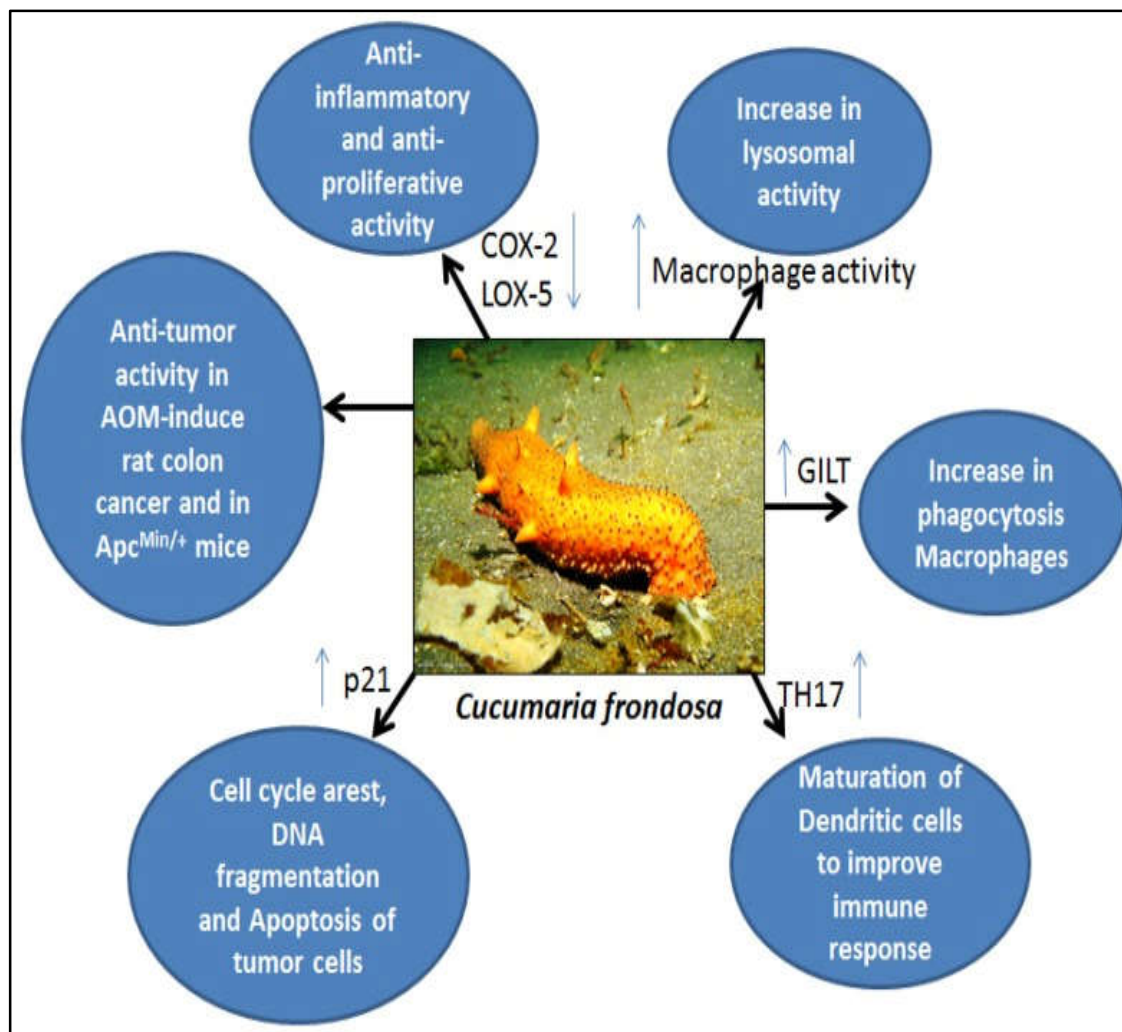 Anti-
inflammatory
and anti-
proliferative
activity
Increase in
lysosomal
activity
COX-2
LOX-5
Macrophage activity
Anti-tumor
activity in
AOM-induce
rat colon
cancer and in
Apc^Min/+ mice
GILT
Increase in
phagocytosis
Macrophages
p21
Cucumaria frondosa
TH17
Cell cycle arest,
DNA
fragmentation
and Apoptosis of
tumor cells
Maturation of
Dendritic cells
to improve
immune
response